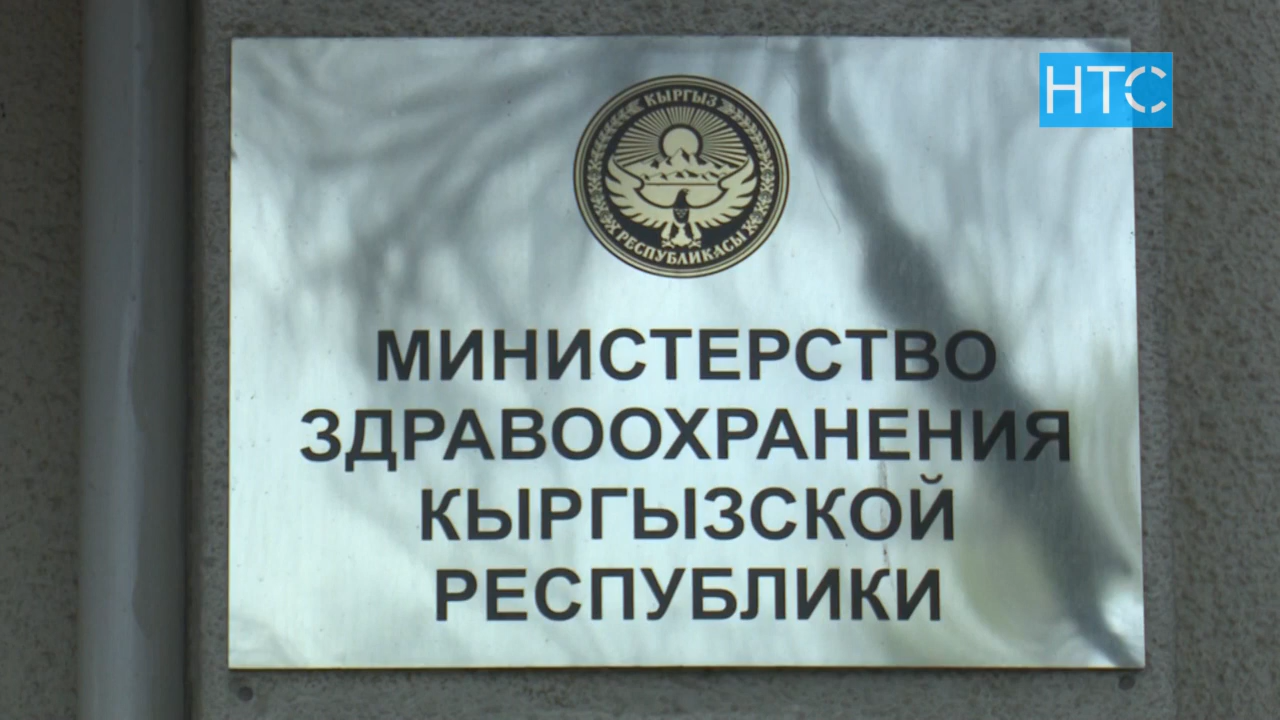 НТС
КЫРГЫЗ
РЕСПУБЛИКАСЫ
МИНИСТЕРСТВО
ЗДРАВООХРАНЕНИЯ
КЫРГЫЗСКОЙ
РЕСПУБЛИКИ